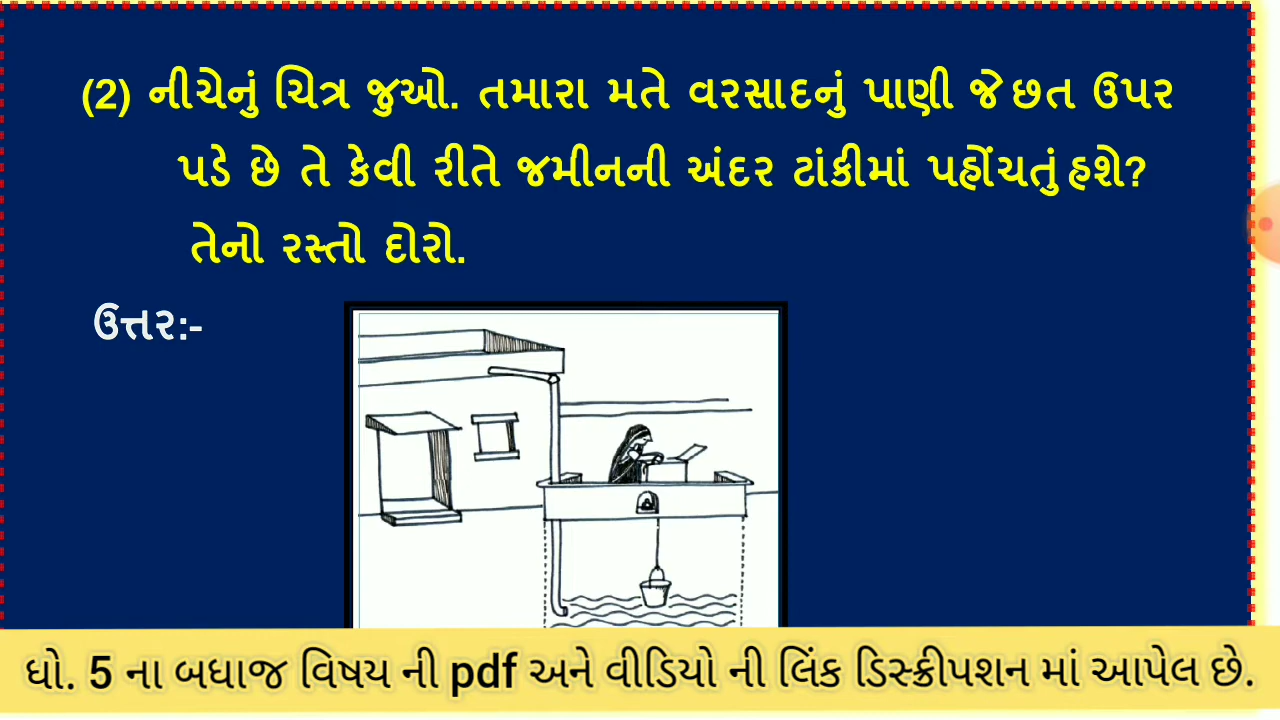 (2) નીચેનું ચિત્ર જુઓ. તમારા મતે વરસાદનું પાણી જે છત ઉપર
પડે છે તે કેવી રીતે જમીનની અંદર ટાંકીમાં પહોંચતું હશે?
તેનો રસ્તો દોરો.
ઉત્તર:-
ધો. 5 ના બધાજ વિષય ની pdf અને વીડિયો ની લિંક ડિસ્ક્રીપશન માં આપેલ છે.